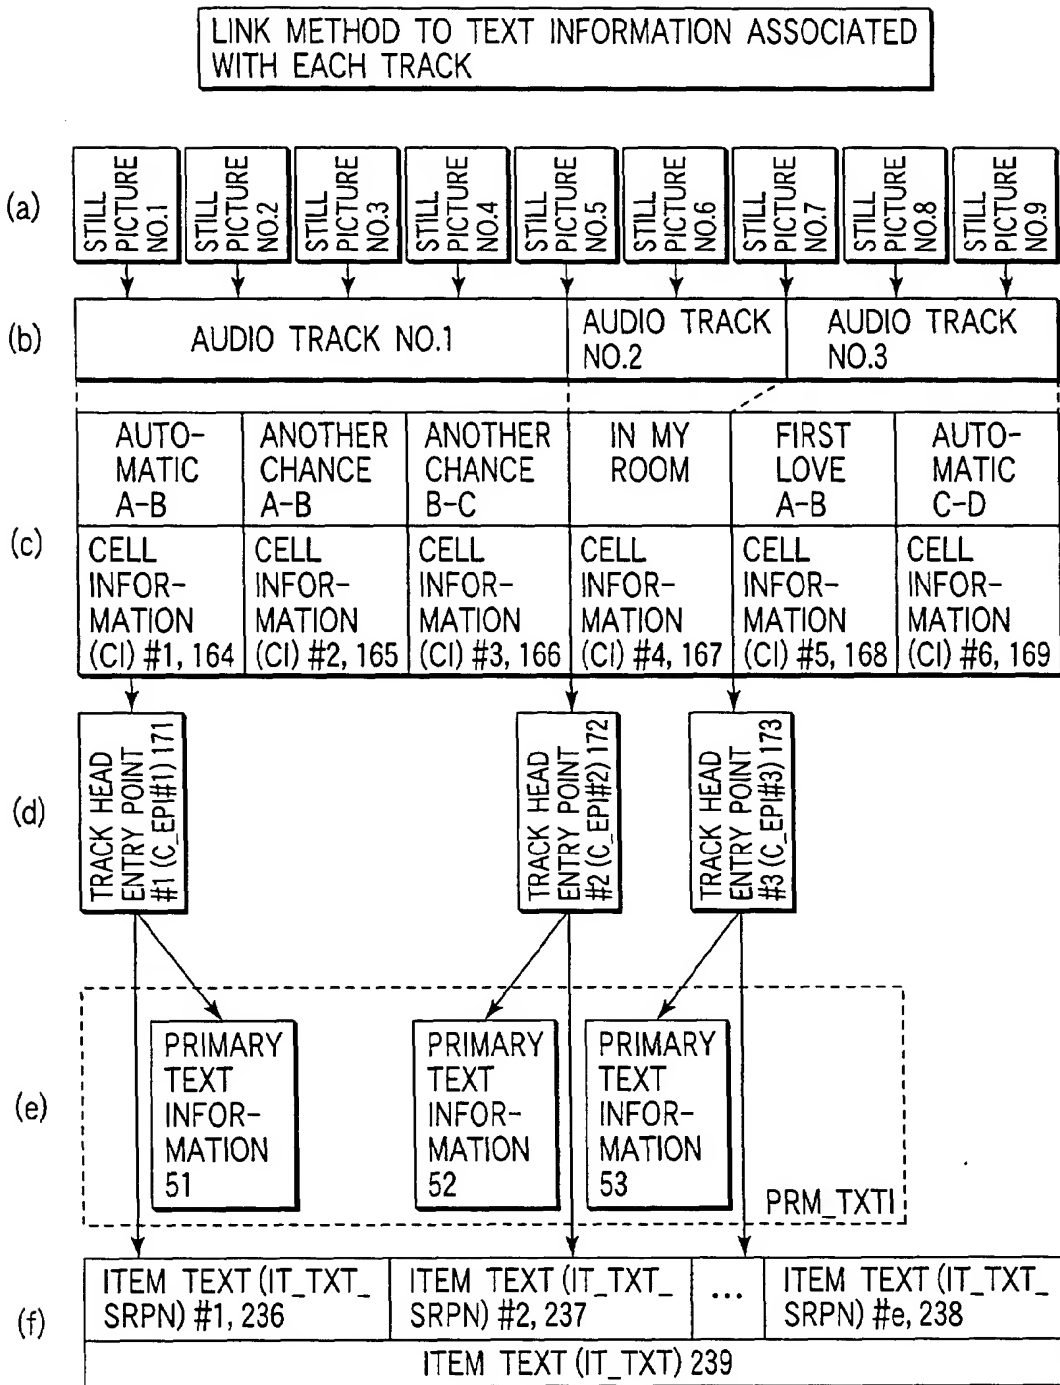 LINK METHOD TO TEXT INFORMATION ASSOCIATED
WITH EACH TRACK
(a)
STILL
PICTURE
NO.1
STILL
PICTURE
NO.2
STILL
PICTURE
NO.3
STILL
PICTURE
NO.4
STILL
PICTURE
NO.5
STILL
PICTURE
NO.6
STILL
PICTURE
NO.7
STILL
PICTURE
NO.8
STILL
PICTURE
NO.9
(b)
AUDIO TRACK NO.1
AUDIO TRACK
NO.2
AUDIO TRACK
NO.3
(c)
AUTO-
MATIC
A-B
ANOTHER
CHANCE
A-B
ANOTHER
CHANCE
B-C
IN MY
ROOM
FIRST
LOVE
A-B
AUTO-
MATIC
C-D
CELL
INFOR-
MATION
(CI) #1, 164
CELL
INFOR-
MATION
(CI) #2, 165
CELL
INFOR-
MATION
(CI) #3, 166
CELL
INFOR-
MATION
(CI) #4, 167
CELL
INFOR-
MATION
(CI) #5, 168
CELL
INFOR-
MATION
(CI) #6, 169
(d)
TRACK HEAD
ENTRY POINT
#1 (C_EPI#1) 171
TRACK HEAD
ENTRY POINT
#2 (C_EPI#2) 172
TRACK HEAD
ENTRY POINT
#3 (C_EPI#3) 173
(e)
PRIMARY
TEXT
INFOR-
MATION
51
PRIMARY
TEXT
INFOR-
MATION
52
PRIMARY
TEXT
INFOR-
MATION
53
PRM_TXTI
(f)
ITEM TEXT (IT_TXT_
SRPN) #1, 236
ITEM TEXT (IT_TXT_
SRPN) #2, 237
...
ITEM TEXT (IT_TXT_
SRPN) #e, 238
ITEM TEXT (IT_TXT) 239